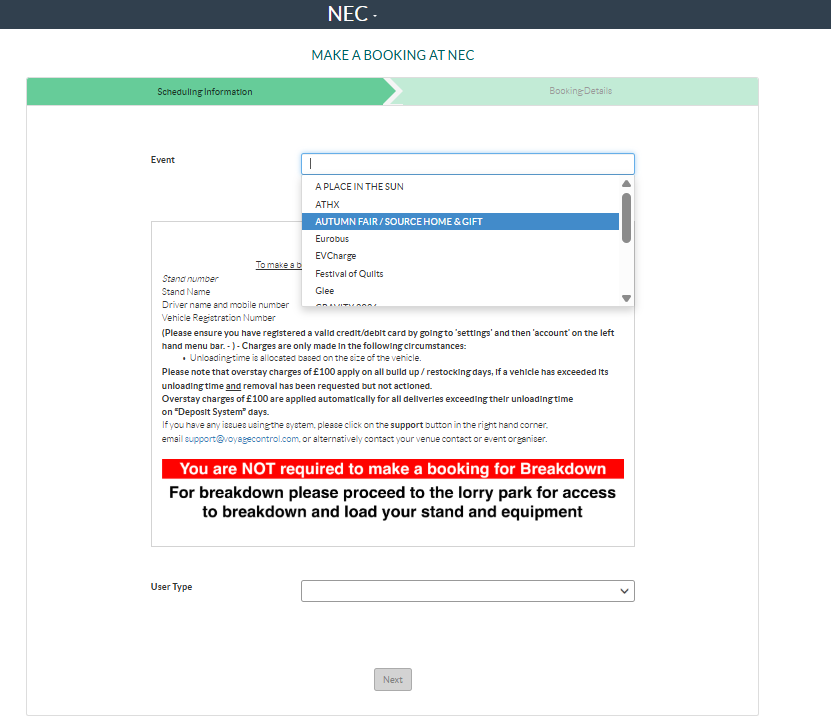 NEC
MAKE A BOOKING AT NEC
Scheduling Information
Booking Details
Event
A PLACE IN THE SUN
ATHX
AUTUMN FAIR / SOURCE HOME & GIFT
Eurobus
EVCharge
Festival of Quilts
Glee
To make a b
Stand number
Stand Name
Driver name and mobile number
Vehicle Registration Number
(Please ensure you have registered a valid credit/debit card by going to 'settings' and then 'account' on the left
hand menu bar. - ) - Charges are only made in the following circumstances:
• Unloading time is allocated based on the size of the vehicle.
Please note that overstay charges of £100 apply on all build up / restocking days, if a vehicle has exceeded its
unloading time and removal has been requested but not actioned.
Overstay charges of £100 are applied automatically for all deliveries exceeding their unloading time
on "Deposit System" days.
If you have any issues using the system, please click on the support button in the right hand corner,
email support@voyagecontrol.com, or alternatively contact your venue contact or event organiser.
You are NOT required to make a booking for Breakdown
For breakdown please proceed to the lorry park for access
to breakdown and load your stand and equipment
User Type
Next